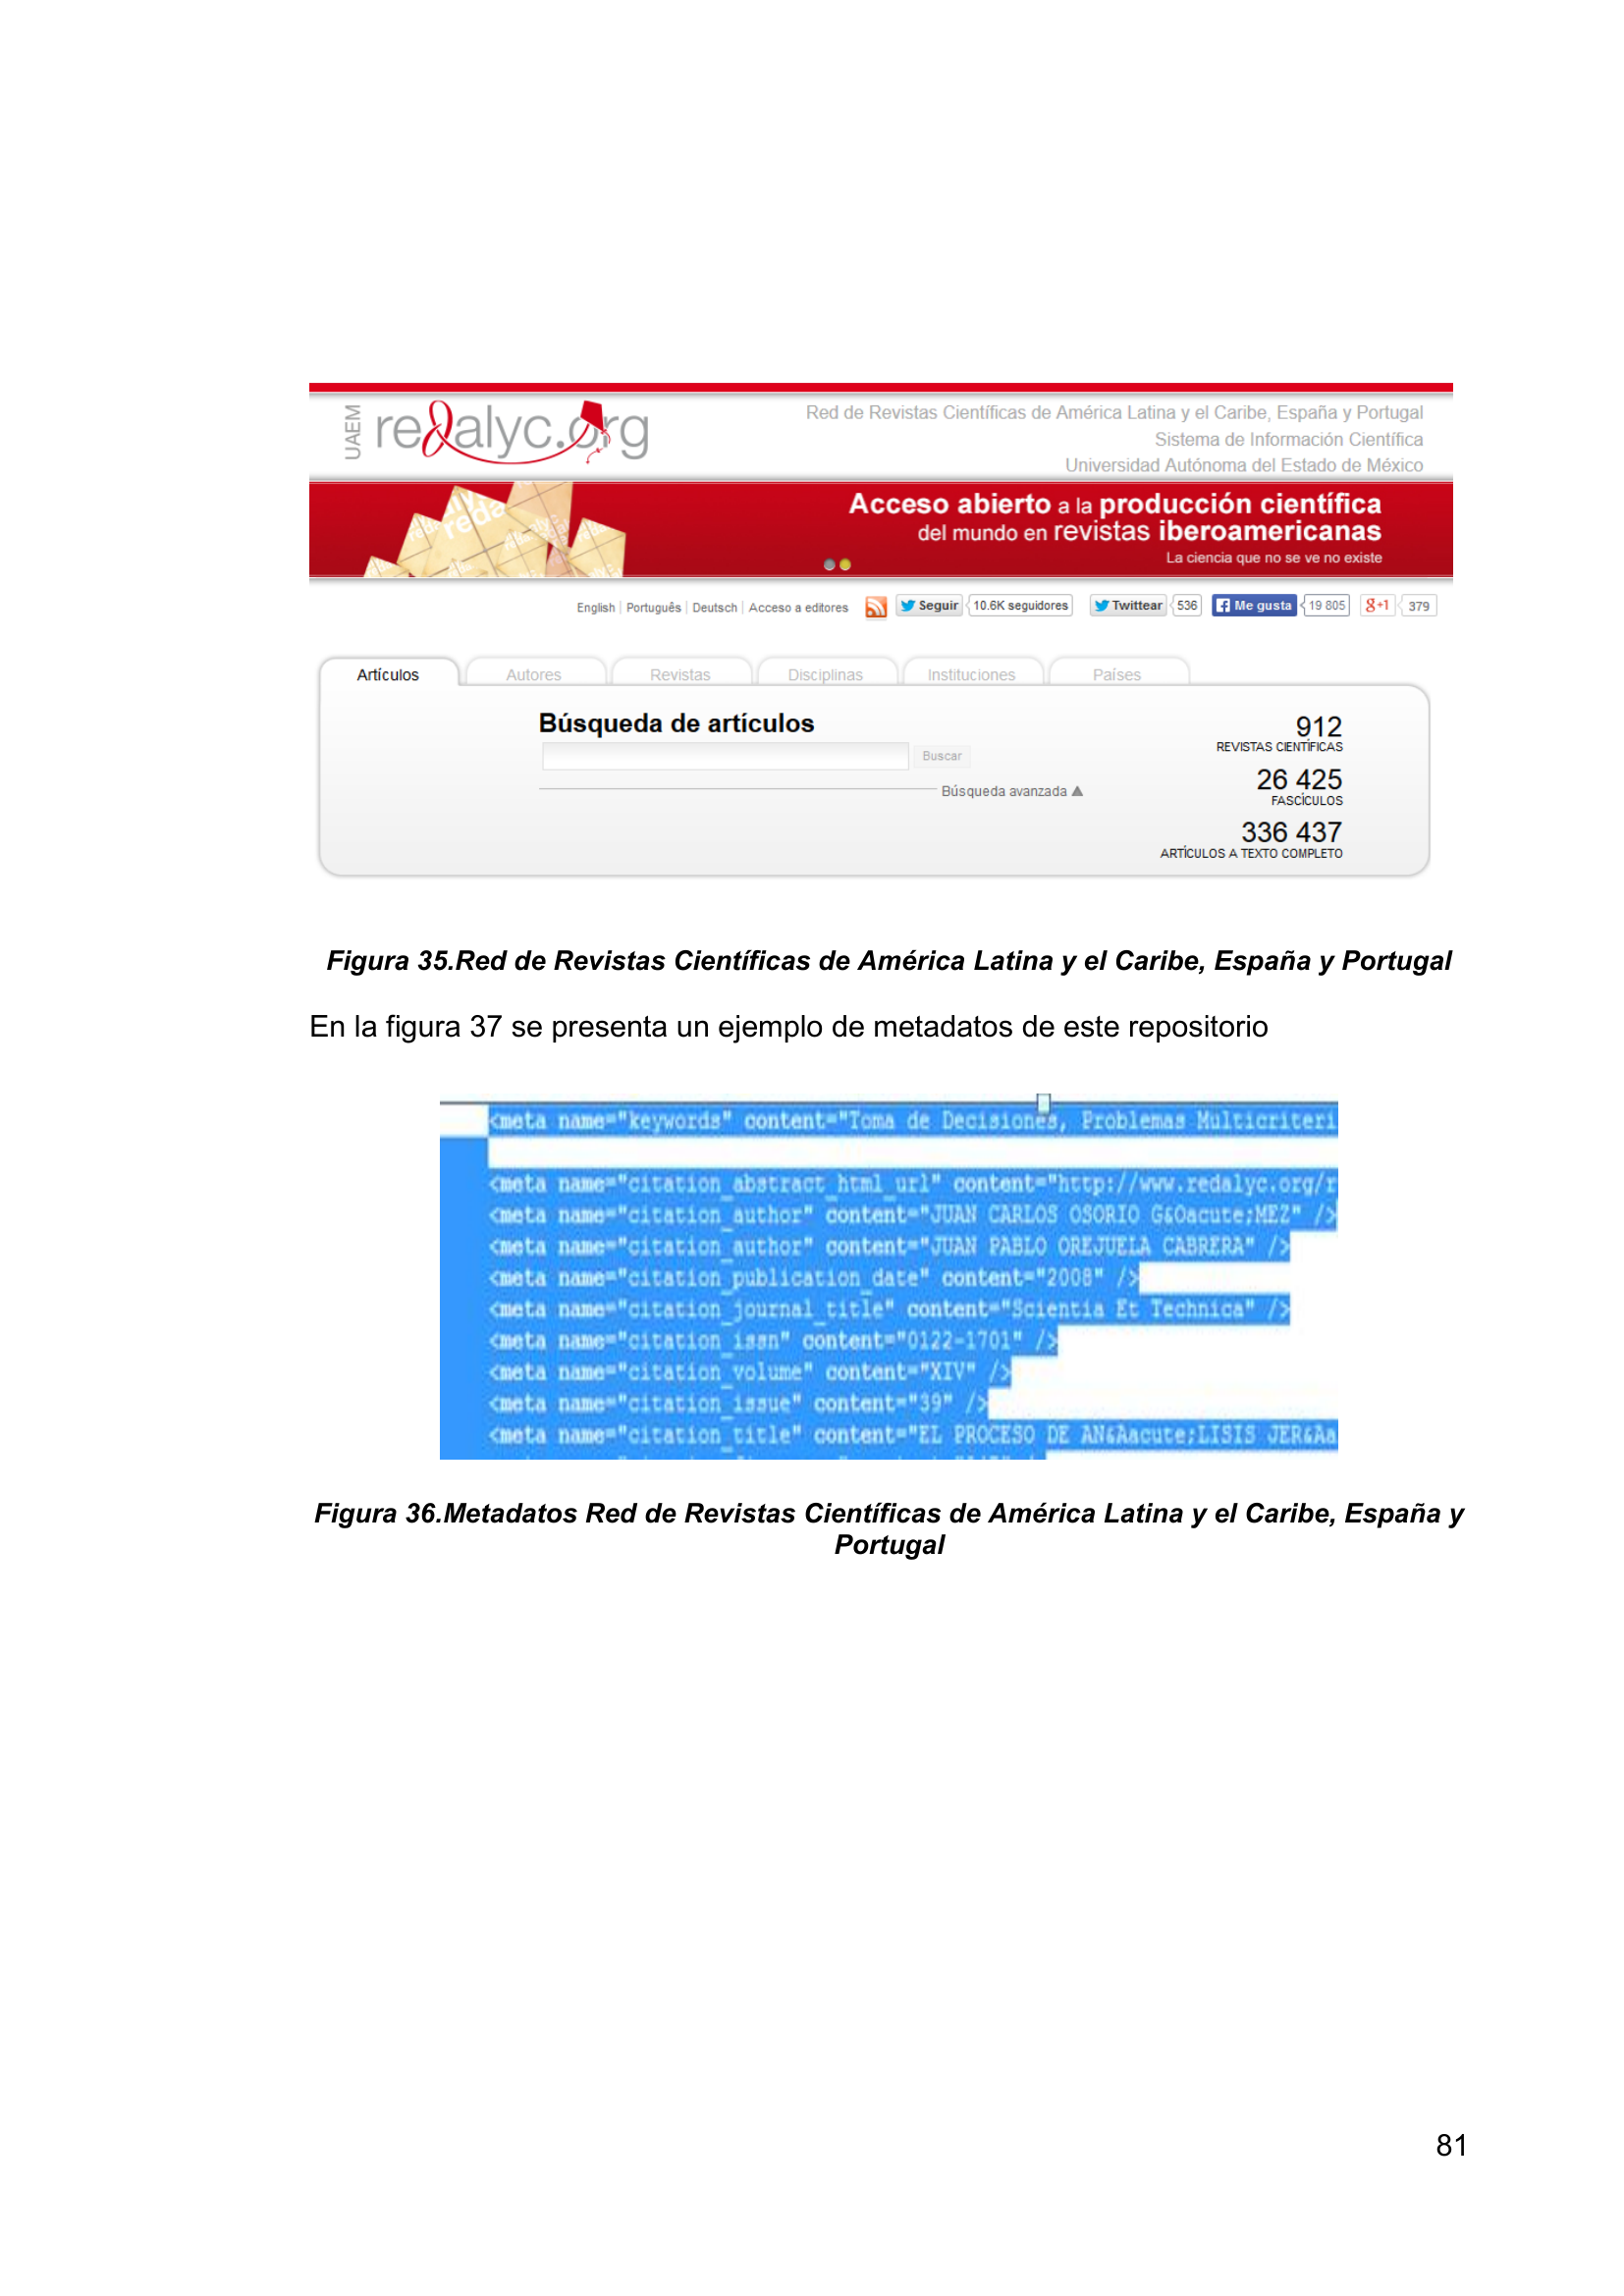 UAEM redalyc.org
Red de Revistas Científicas de América Latina y el Caribe, España y Portugal
Sistema de Información Científica
Universidad Autónoma del Estado de México
Acceso abierto a la producción científica
del mundo en revistas iberoamericanas
La ciencia que no se ve no existe
English | Português | Deutsch | Acceso a editores Seguir 10.6K seguidores Twittear 536 Me gusta 19 805 g+1 379
Artículos Autores Revistas Disciplinas Instituciones Países
Búsqueda de artículos
Buscar
Búsqueda avanzada
912
REVISTAS CIENTÍFICAS
26 425
FASCÍCULOS
336 437
ARTÍCULOS A TEXTO COMPLETO
Figura 35.Red de Revistas Científicas de América Latina y el Caribe, España y Portugal
En la figura 37 se presenta un ejemplo de metadatos de este repositorio
<meta name="keywords" content="Toma de Decisiones, Problemas Multicriteri
<meta name="citation_abstract_html_url" content="http://www.redalyc.org/r
<meta name="citation_author" content="JUAN CARLOS OSORIO G&Oacute;MEZ" />
<meta name="citation_author" content="JUAN PABLO OREJUELA CABRERA" />
<meta name="citation_publication_date" content="2008" />
<meta name="citation_journal_title" content="Scientia Et Technica" />
<meta name="citation_issn" content="0122-1701" />
<meta name="citation_volume" content="XIV" />
<meta name="citation_issue" content="39" />
<meta name="citation_title" content="EL PROCESO DE AN&Aacute;LISIS JER&Aa
Figura 36.Metadatos Red de Revistas Científicas de América Latina y el Caribe, España y
Portugal
81